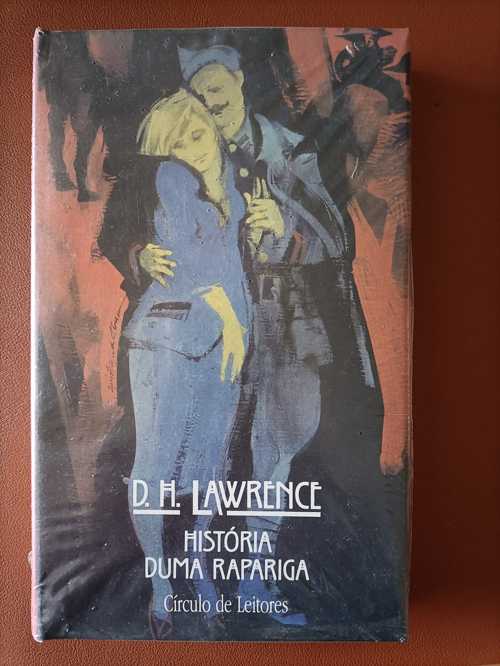 D. H. LAWRENCE
HISTÓRIA
DUMA RAPARIGA
Círculo de Leitores